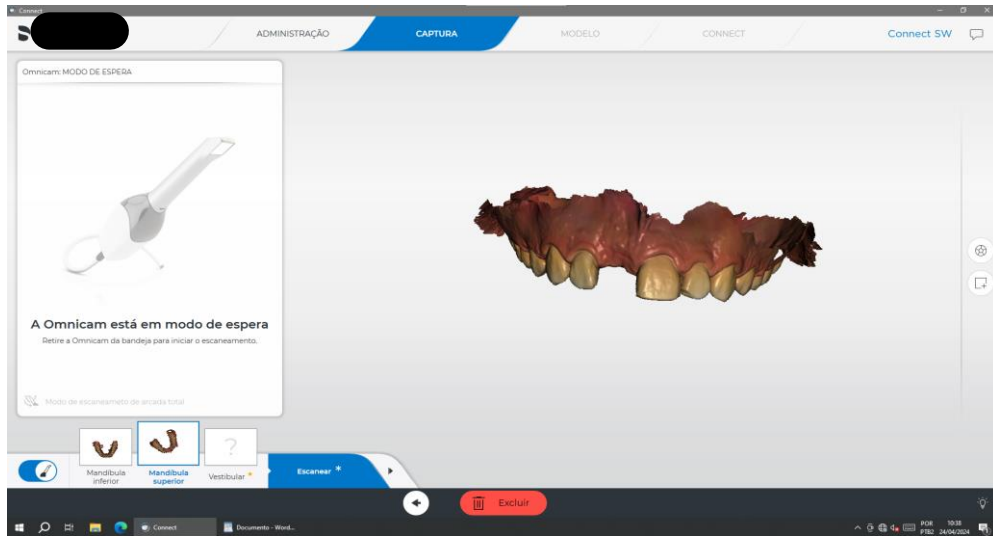 Connect
ADMINISTRAÇÃO
CAPTURA
MODELO
CONNECT
Connect SW
Omnicam: MODO DE ESPERA
A Omnicam está em modo de espera
Retire a Omnicam da bandeja para iniciar o escaneamento.
Modo de escaneameto de arcada total
Mandíbula
inferior
Mandíbula
superior
?
Vestibular *
Escanear *
Excluir
Connect
Documento - Word...
POR
PTB2
10:38
24/04/2024